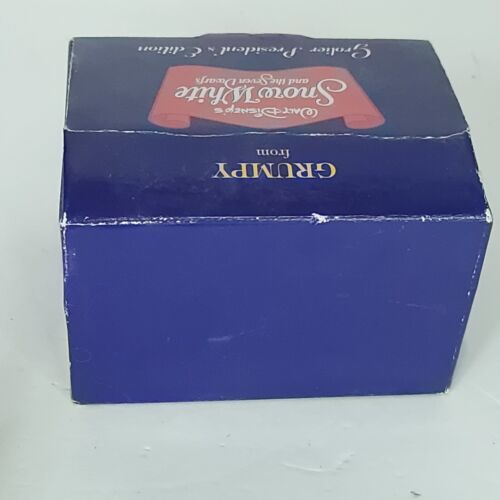 GRUMPY
from
WALT DISNEY'S
Snow White
and the Seven Dwarfs
Grolier President's Edition